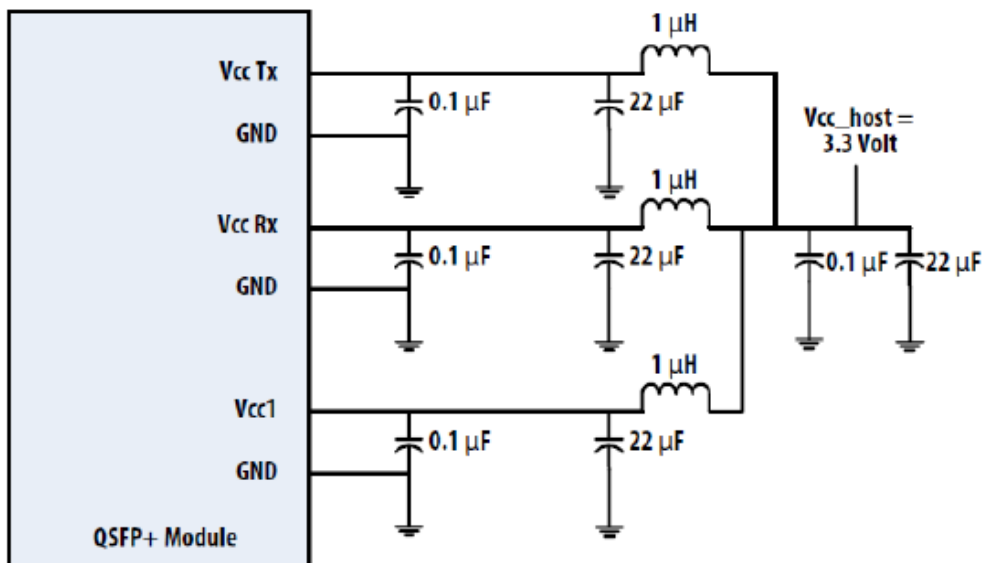 1 μH
Vcc Tx
0.1 μF
22 μF
GND
Vcc_host =
3.3 Volt
1 μH
Vcc Rx
0.1 μF
22 μF
0.1 μF
22 μF
GND
1 μH
Vcc1
0.1 μF
22 μF
GND
QSFP+ Module